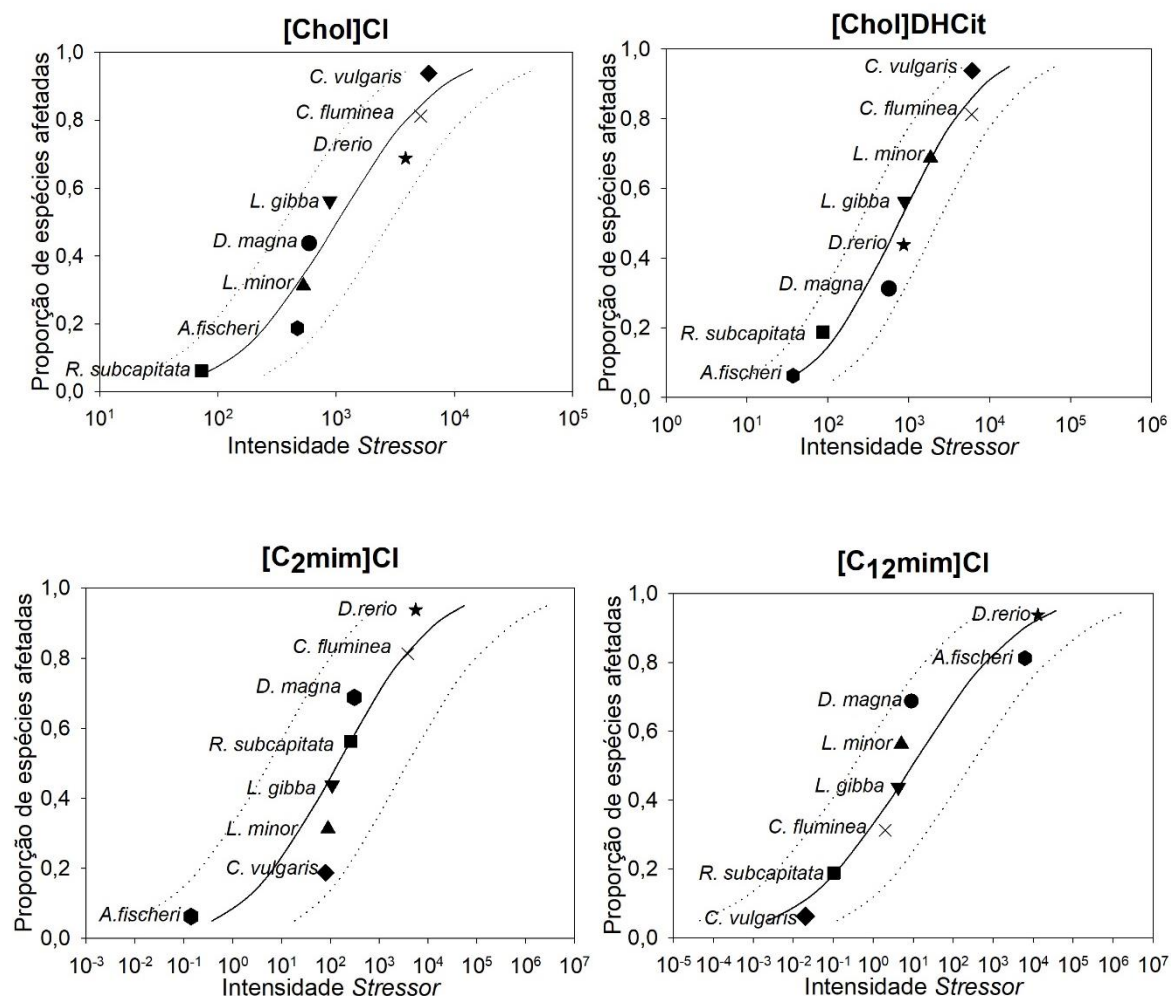 [Chol]Cl
Proporção de espécies afetadas
1,0
0,8
0,6
0,4
0,2
0,0
C. vulgaris
C. fluminea
D.rerio
L. gibba
D. magna
L. minor
A.fischeri
R. subcapitata
10¹ 10² 10³ 10⁴ 10⁵
Intensidade Stressor
[Chol]DHCit
Proporção de espécies afetadas
1,0
0,8
0,6
0,4
0,2
0,0
C. vulgaris
C. fluminea
L. minor
L. gibba
D.rerio
D. magna
R. subcapitata
A.fischeri
10⁰ 10¹ 10² 10³ 10⁴ 10⁵ 10⁶
Intensidade Stressor
[C₂mim]Cl
Proporção de espécies afetadas
1,0
0,8
0,6
0,4
0,2
0,0
D.rerio
C. fluminea
D. magna
R. subcapitata
L. gibba
L. minor
C. vulgaris
A.fischeri
10⁻³ 10⁻² 10⁻¹ 10⁰ 10¹ 10² 10³ 10⁴ 10⁵ 10⁶ 10⁷
Intensidade Stressor
[C₁₂mim]Cl
Proporção de espécies afetadas
1,0
0,8
0,6
0,4
0,2
0,0
D.rerio
A.fischeri
D. magna
L. minor
L. gibba
C. fluminea
R. subcapitata
C. vulgaris
10⁻⁵ 10⁻⁴ 10⁻³ 10⁻² 10⁻¹ 10⁰ 10¹ 10² 10³ 10⁴ 10⁵ 10⁶ 10⁷
Intensidade Stressor